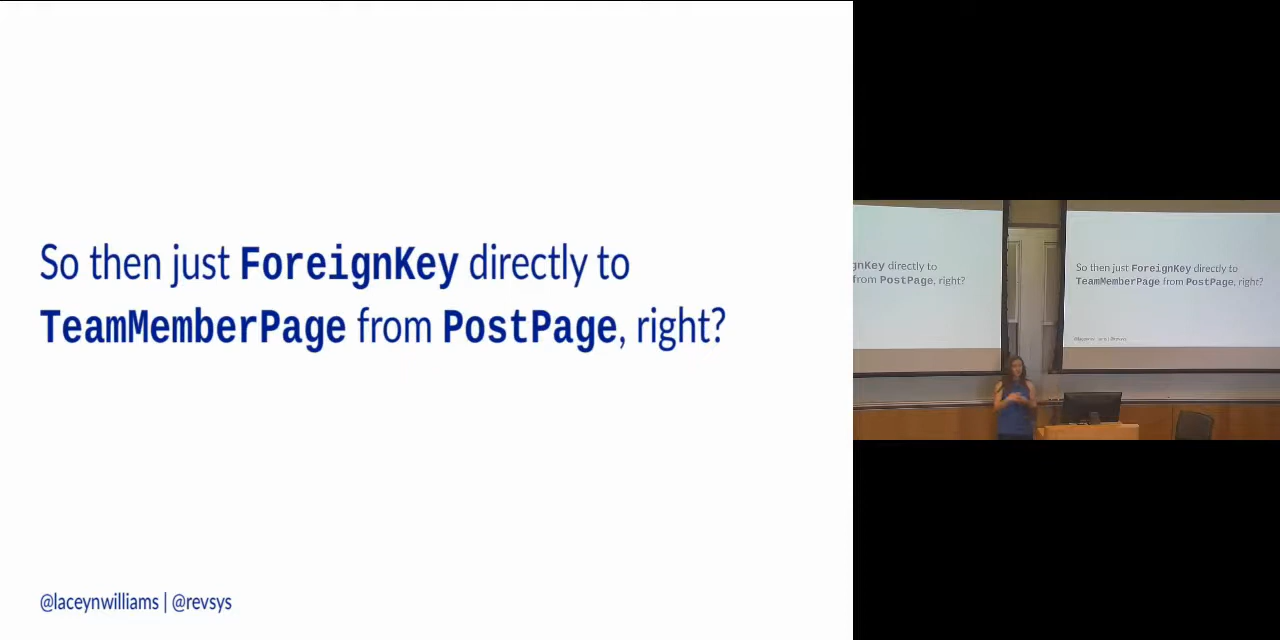 So then just ForeignKey directly to
TeamMemberPage from PostPage, right?
@laceynwilliams | @revsys
gnKey directly to
from PostPage, right?
So then just ForeignKey directly to
TeamMemberPage from PostPage, right?